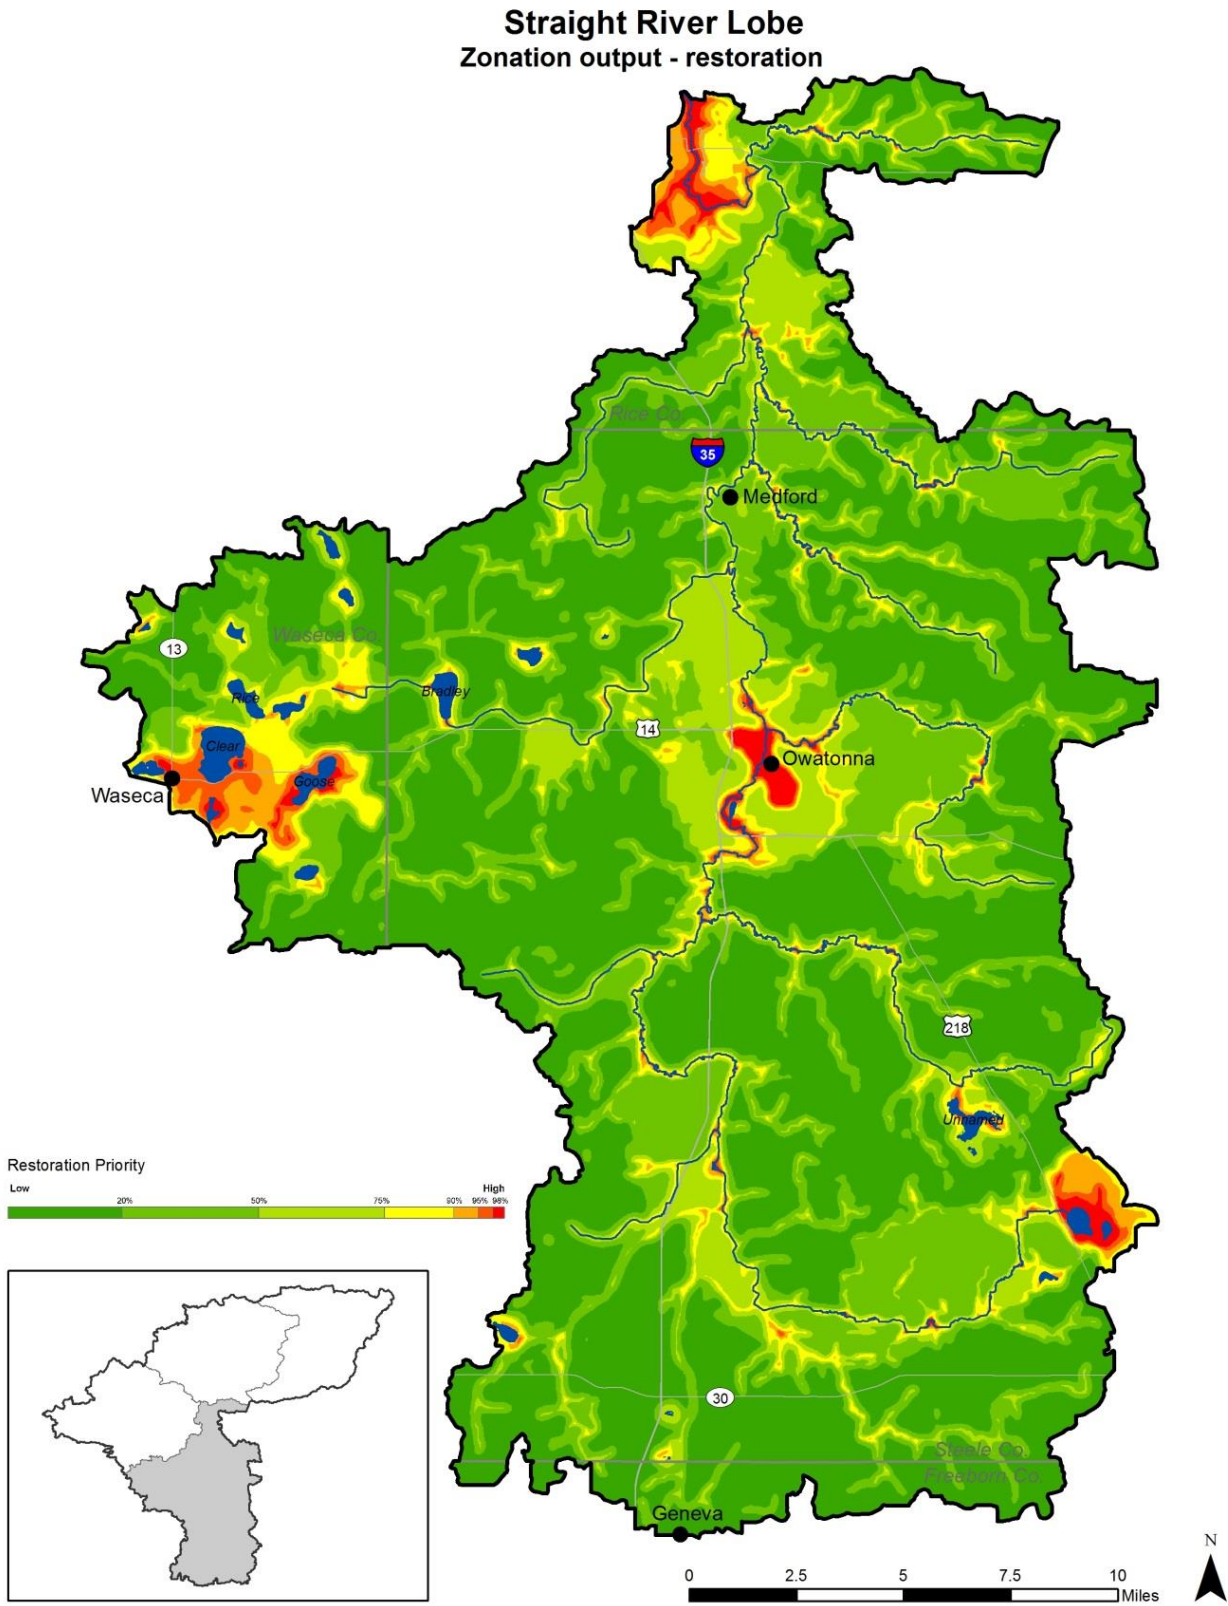 Straight River Lobe
Zonation output - restoration
Rice Co.
35
Medford
Waseca Co.
13
Rice
Bradley
14
Clear
Owatonna
Goose
Waseca
218
Unnamed
Restoration Priority
Low High
20% 50% 75% 90% 95% 98%
30
Steele Co.
Freeborn Co.
Geneva
N
0 2.5 5 7.5 10
Miles